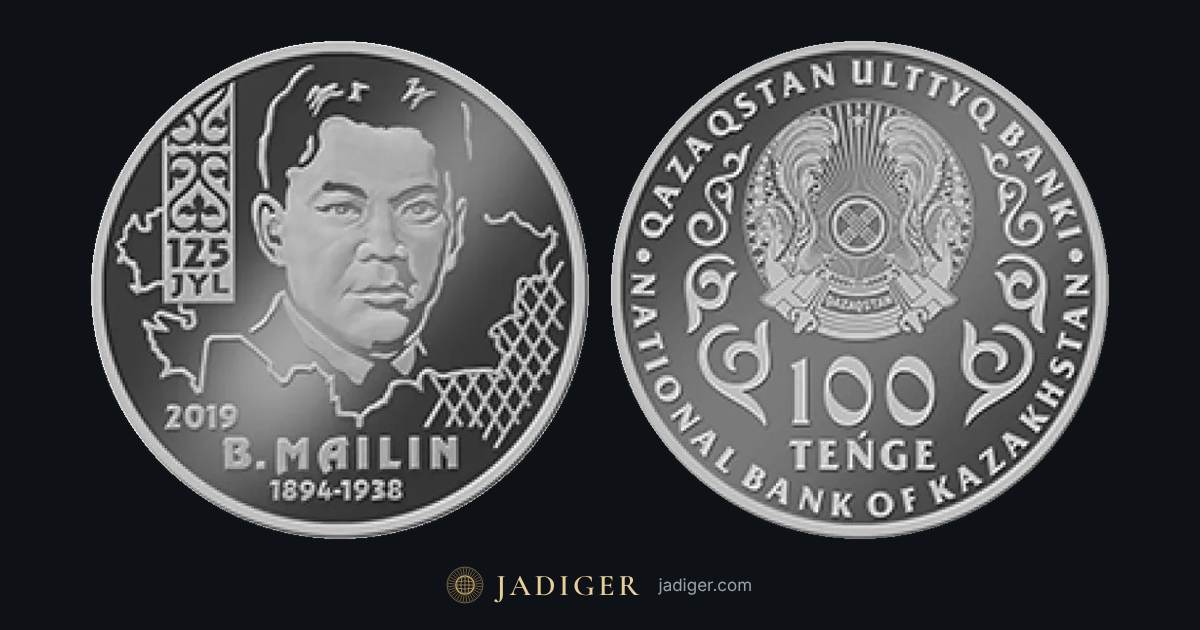 125
JYL
2019
B. MAILIN
1894-1938
QAZAQSTAN ULTTYQ BANKI
QAZAQSTAN
100
TEŃGE
• NATIONAL BANK OF KAZAKHSTAN •
JADIGER
jadiger.com